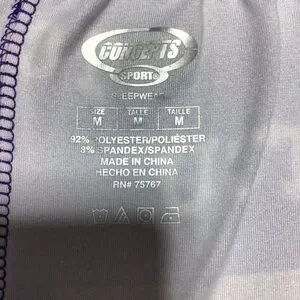 CONCEPTS
SPORT®
SLEEPWEAR
SIZE TALLE TAILLE
M M M
92% POLYESTER/POLIÉSTER
8% SPANDEX/SPANDEX
MADE IN CHINA
HECHO EN CHINA
RN# 75767